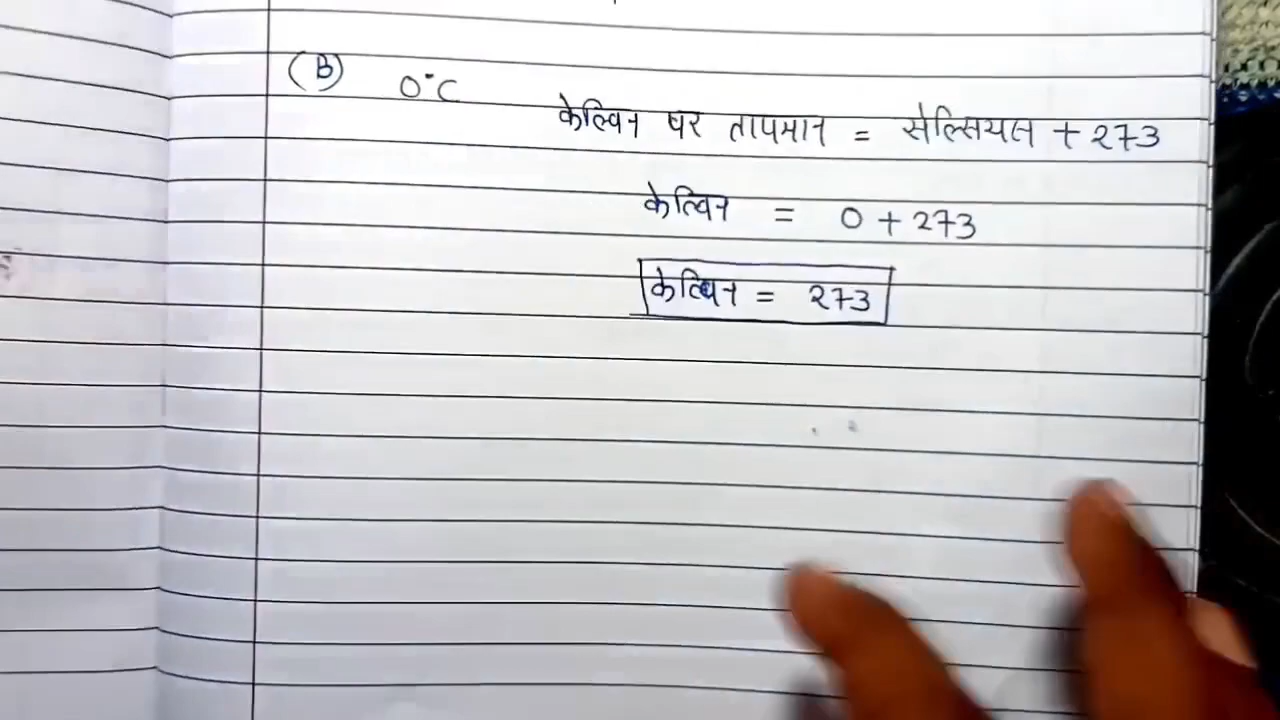 (B) 0°C
केल्विन पर तापमान = सेल्सियस + 273
केल्विन = 0 + 273
केल्विन = 273